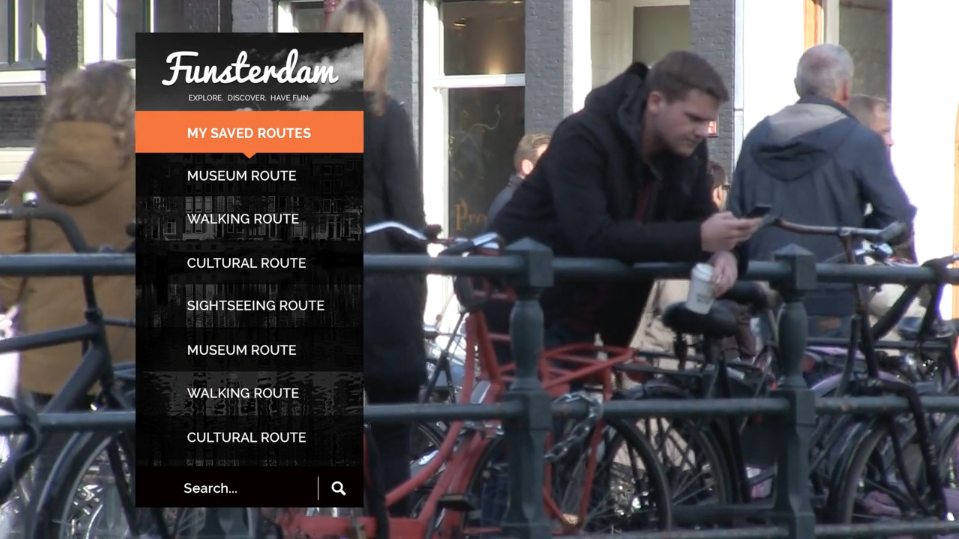 Funsterdam
EXPLORE. DISCOVER. HAVE FUN.
MY SAVED ROUTES
MUSEUM ROUTE
WALKING ROUTE
CULTURAL ROUTE
SIGHTSEEING ROUTE
MUSEUM ROUTE
WALKING ROUTE
CULTURAL ROUTE
Search...